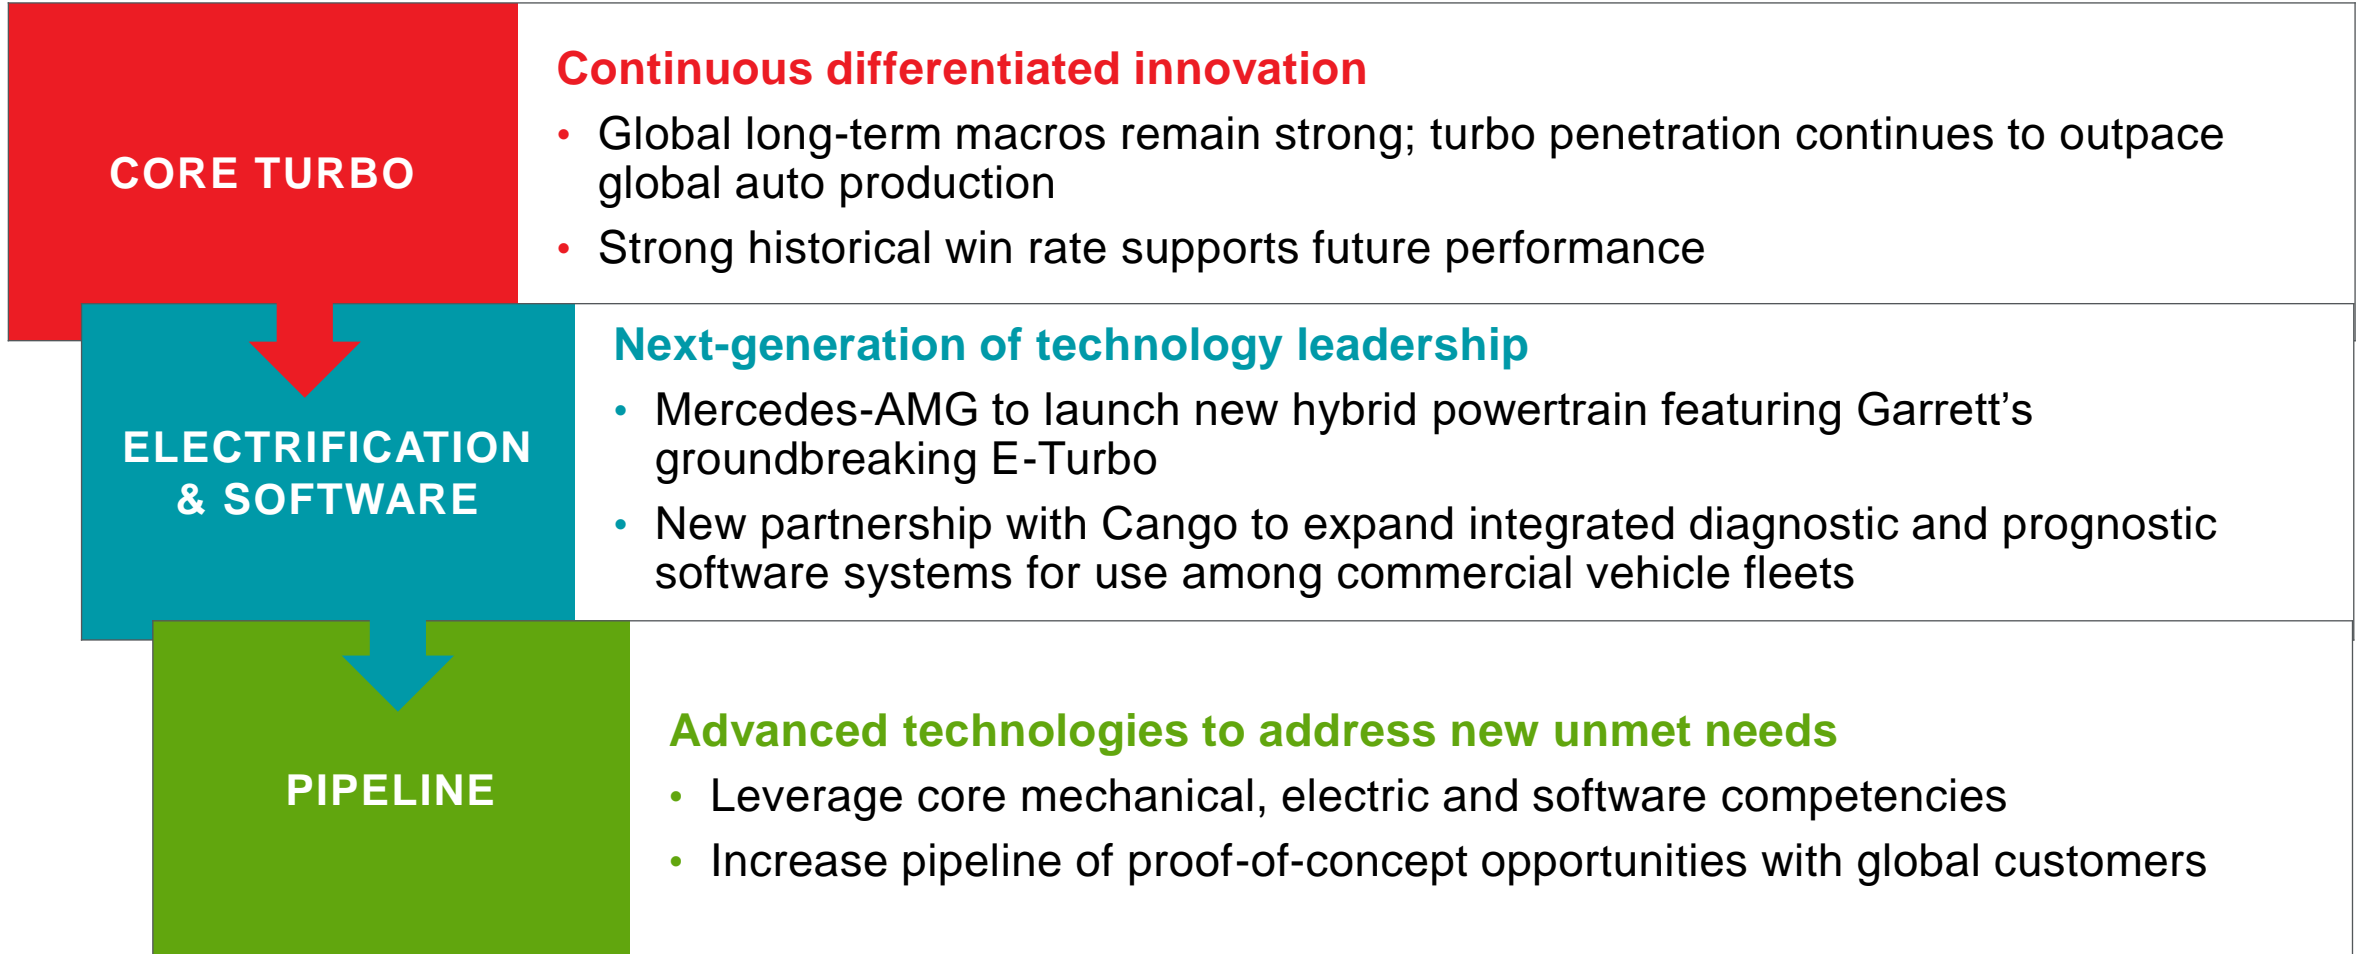 CORE TURBO
Continuous differentiated innovation
• Global long-term macros remain strong; turbo penetration continues to outpace
global auto production
• Strong historical win rate supports future performance
ELECTRIFICATION
& SOFTWARE
Next-generation of technology leadership
• Mercedes-AMG to launch new hybrid powertrain featuring Garrett’s
groundbreaking E-Turbo
• New partnership with Cango to expand integrated diagnostic and prognostic
software systems for use among commercial vehicle fleets
PIPELINE
Advanced technologies to address new unmet needs
• Leverage core mechanical, electric and software competencies
• Increase pipeline of proof-of-concept opportunities with global customers